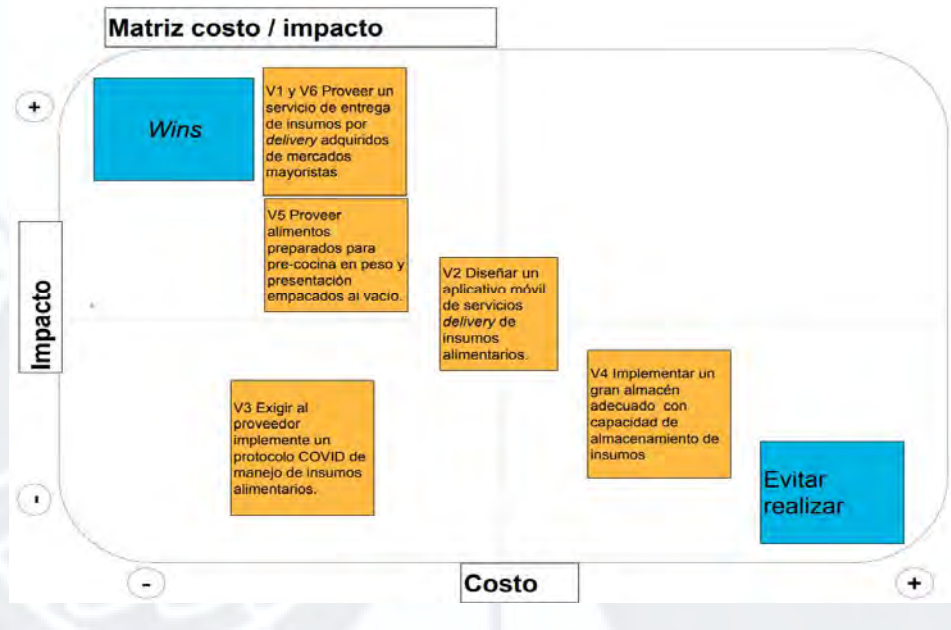 Matriz costo / impacto
+
Wins
V1 y V6 Proveer un
servicio de entrega
de insumos por
delivery adquiridos
de mercados
mayoristas
V5 Proveer
alimentos
preparados para
pre-cocina en peso y
presentación
empacados al vacío.
V2 Diseñar un
aplicativo móvil
de servicios
delivery de
insumos
alimentarios.
Impacto
V4 Implementar un
gran almacén
adecuado con
capacidad de
almacenamiento de
insumos
V3 Exigir al
proveedor
implemente un
protocolo COVID de
manejo de insumos
alimentarios.
Evitar
realizar
-
-
Costo
+